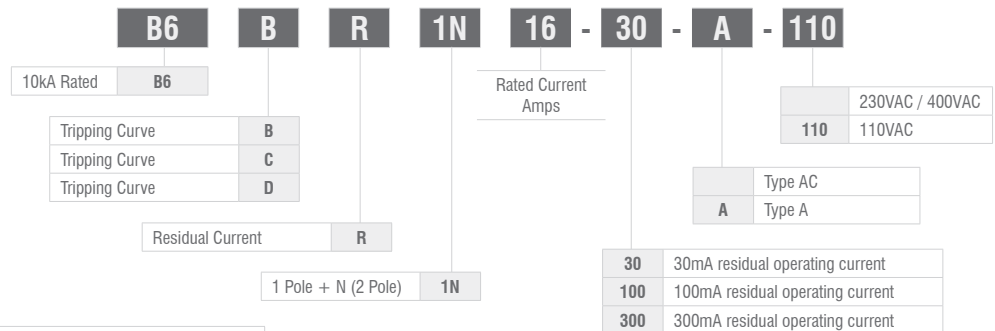 B6 B R 1N 16 - 30 - A - 110
10kA Rated B6
Rated Current
Amps
230VAC / 400VAC
110 110VAC
Tripping Curve B
Tripping Curve C
Tripping Curve D
Type AC
A Type A
Residual Current R
30 30mA residual operating current
1 Pole + N (2 Pole) 1N
100 100mA residual operating current
300 300mA residual operating current